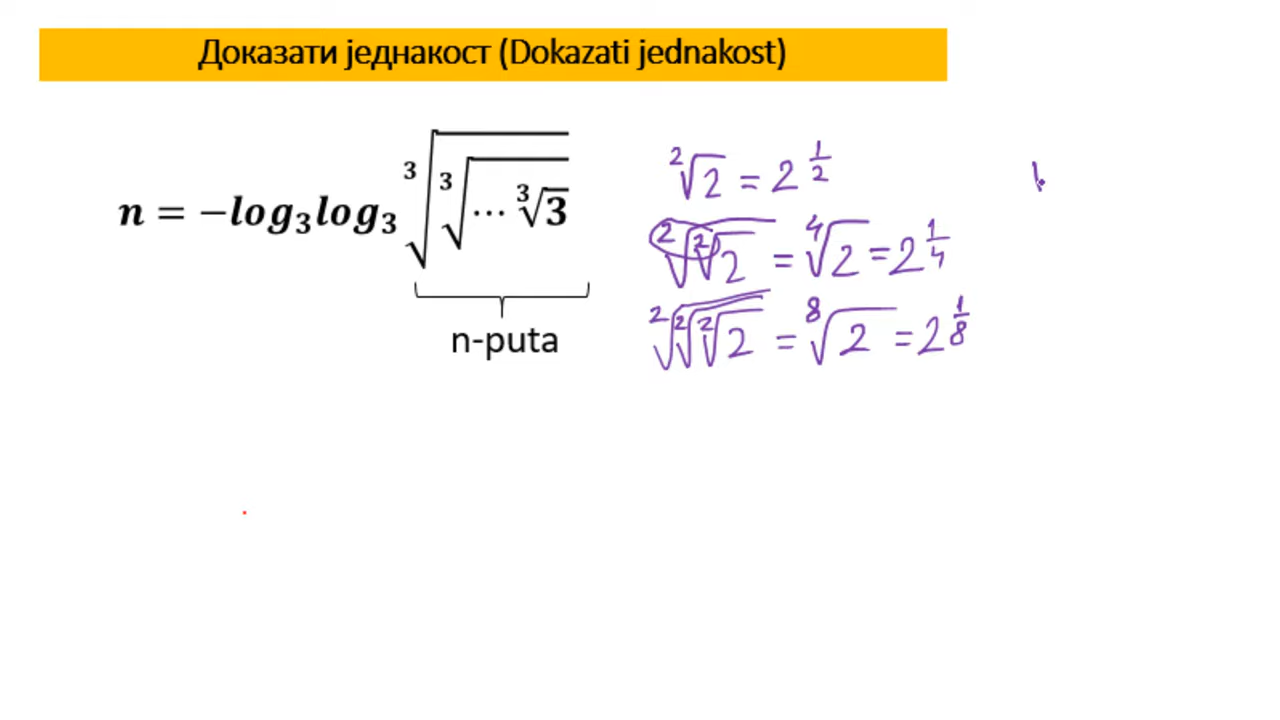 Доказати једнакост (Dokazati jednakost)
n = −log₃log₃ ∛(∛(⋯ ∛3))
n-puta
²√2 = 2^(1/2)
²√(²√2) = ⁴√2 = 2^(1/4)
²√(²√(²√2)) = ⁸√2 = 2^(1/8)